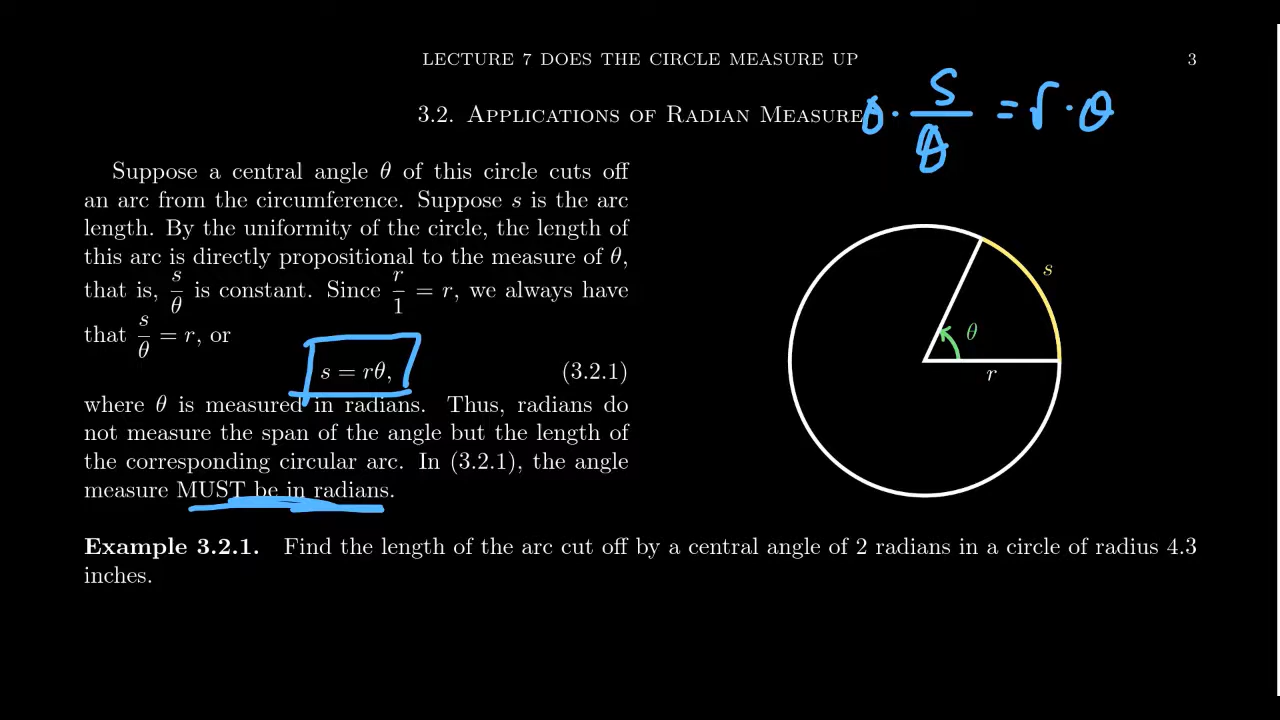 LECTURE 7 DOES THE CIRCLE MEASURE UP 3
3.2. Applications of Radian Measure
θ · s/θ = r · θ
Suppose a central angle θ of this circle cuts off
an arc from the circumference. Suppose s is the arc
length. By the uniformity of the circle, the length of
this arc is directly propositional to the measure of θ,
that is, s/θ is constant. Since r/1 = r, we always have
that s/θ = r, or
s = rθ, (3.2.1)
where θ is measured in radians. Thus, radians do
not measure the span of the angle but the length of
the corresponding circular arc. In (3.2.1), the angle
measure MUST be in radians.
s
θ
r
Example 3.2.1. Find the length of the arc cut off by a central angle of 2 radians in a circle of radius 4.3
inches.